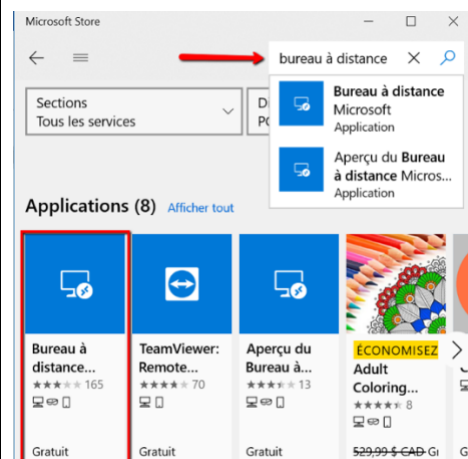 Microsoft Store
bureau à distance
Bureau à distance
Microsoft
Application
Aperçu du Bureau
à distance Micros...
Application
Sections
Tous les services
Applications (8) Afficher tout
Bureau à
distance...
165
Gratuit
TeamViewer:
Remote...
70
Gratuit
Aperçu du
Bureau à...
13
Gratuit
ÉCONOMISEZ
Adult
Coloring...
8
529,99 $ CAD